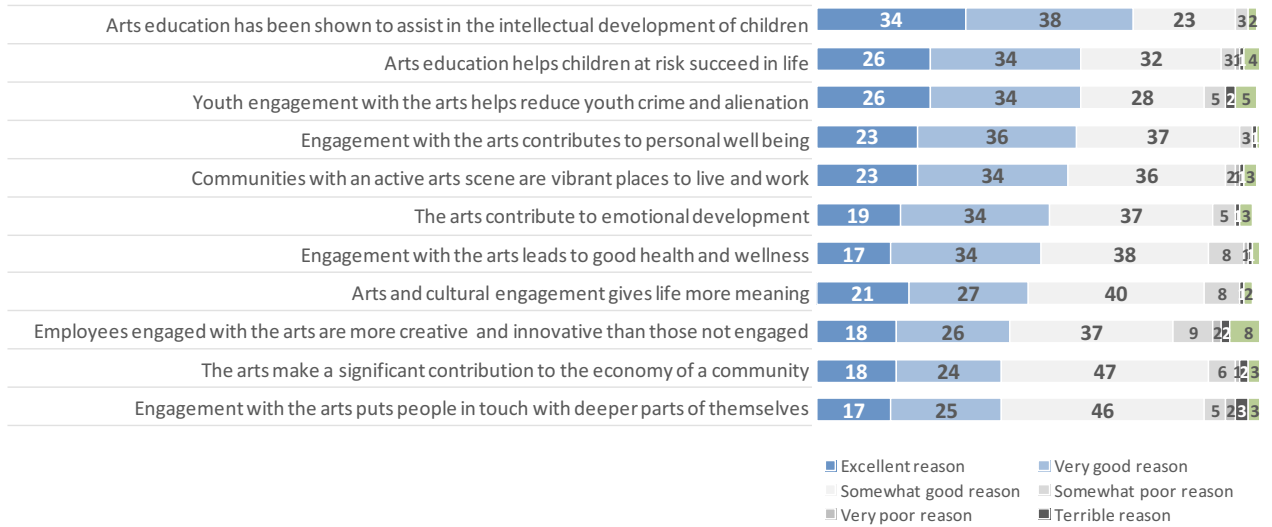 Arts education has been shown to assist in the intellectual development of children 34 38 23 3 2
Arts education helps children at risk succeed in life 26 34 32 3 1 1 4
Youth engagement with the arts helps reduce youth crime and alienation 26 34 28 5 2 5
Engagement with the arts contributes to personal well being 23 36 37 3 1
Communities with an active arts scene are vibrant places to live and work 23 34 36 2 1 1 3
The arts contribute to emotional development 19 34 37 5 1 3
Engagement with the arts leads to good health and wellness 17 34 38 8 1 1
Arts and cultural engagement gives life more meaning 21 27 40 8 1 2
Employees engaged with the arts are more creative and innovative than those not engaged 18 26 37 9 2 2 8
The arts make a significant contribution to the economy of a community 18 24 47 6 1 2 3
Engagement with the arts puts people in touch with deeper parts of themselves 17 25 46 5 2 3 3
Excellent reason Very good reason
Somewhat good reason Somewhat poor reason
Very poor reason Terrible reason